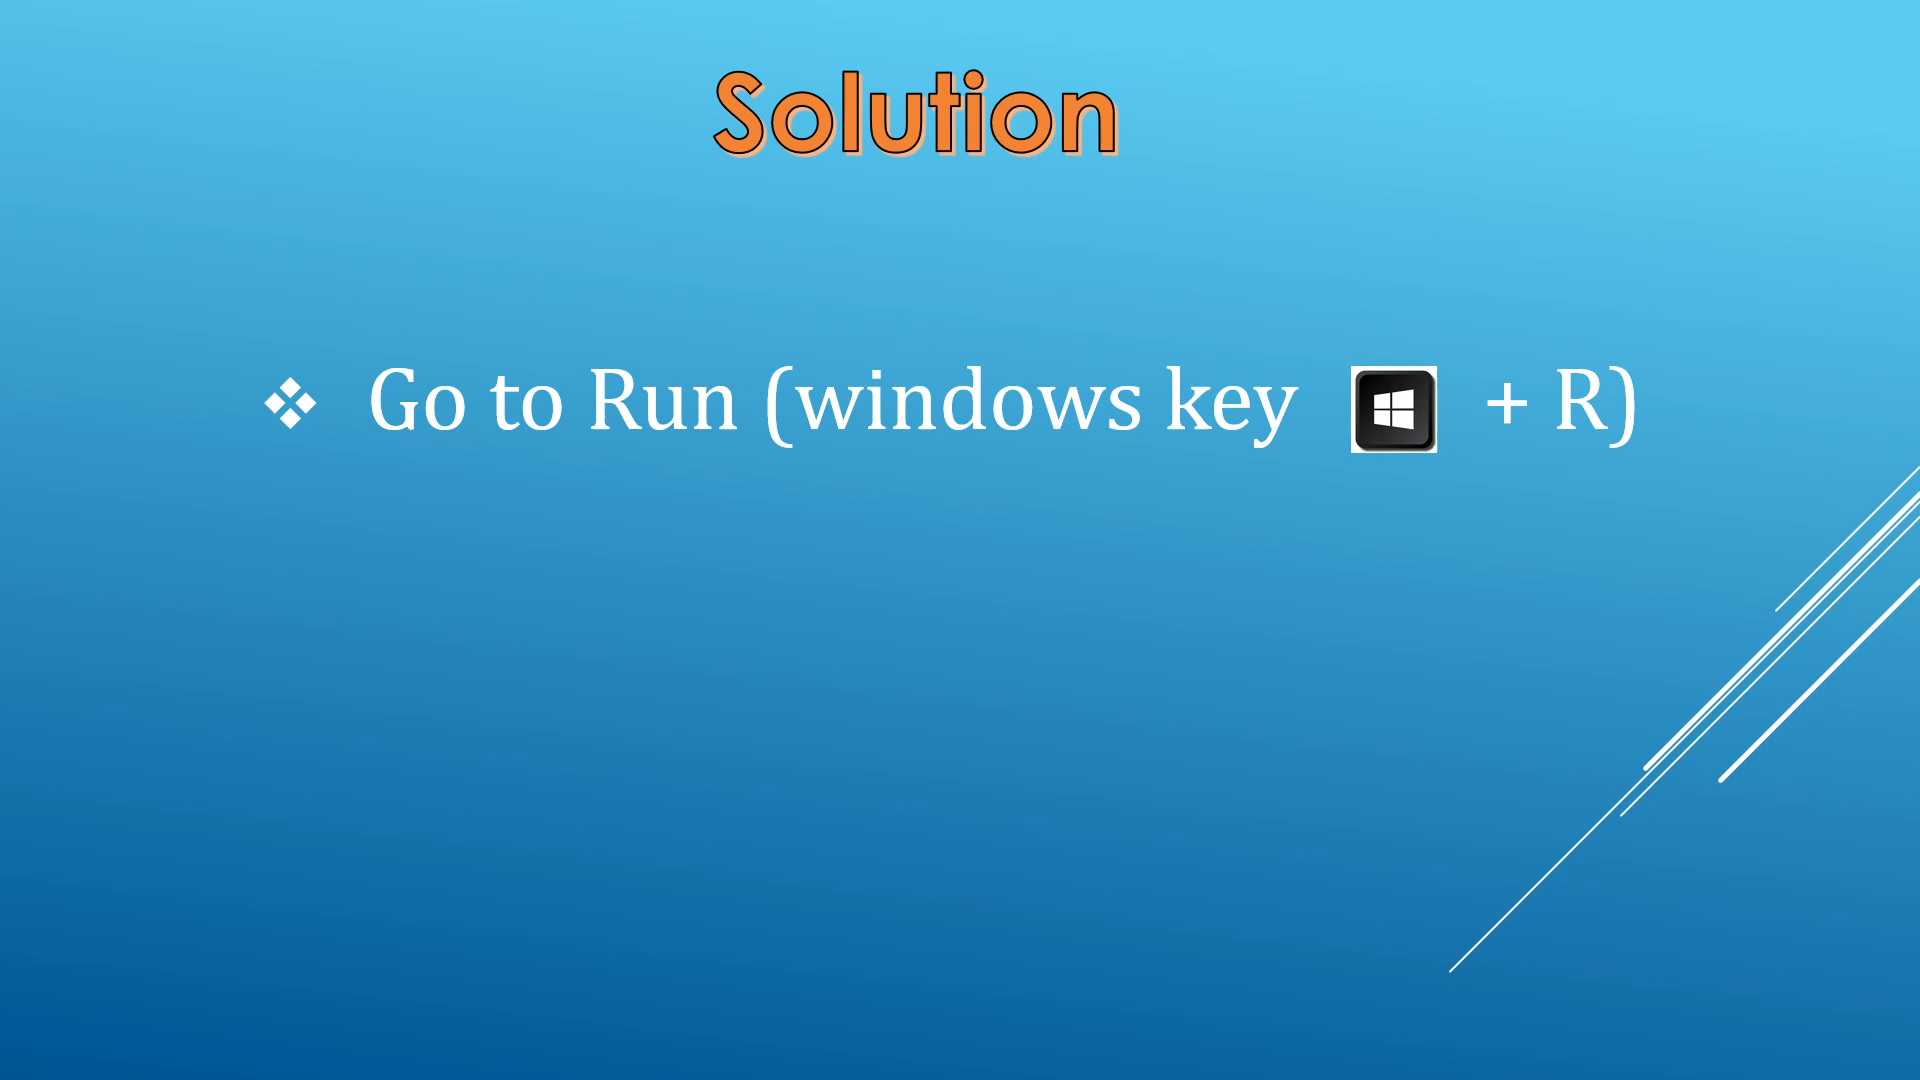 Solution
❖ Go to Run (windows key + R)